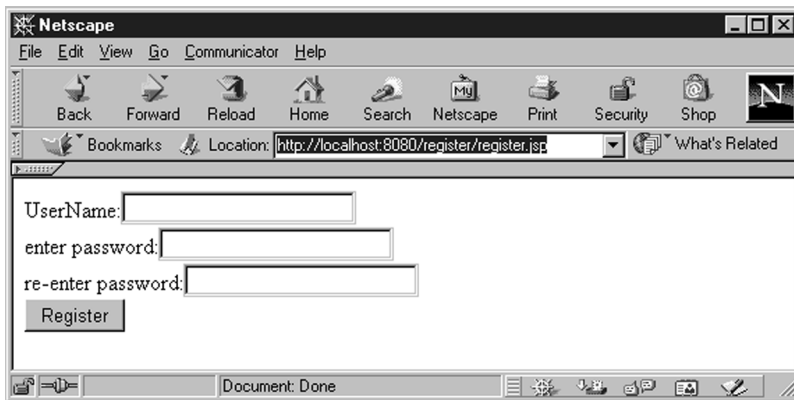 Netscape
File Edit View Go Communicator Help
Back Forward Reload Home Search Netscape Print Security Shop N
My
Bookmarks Location: http://localhost:8080/register/register.jsp What's Related
UserName:
enter password:
re-enter password:
Register
Document: Done